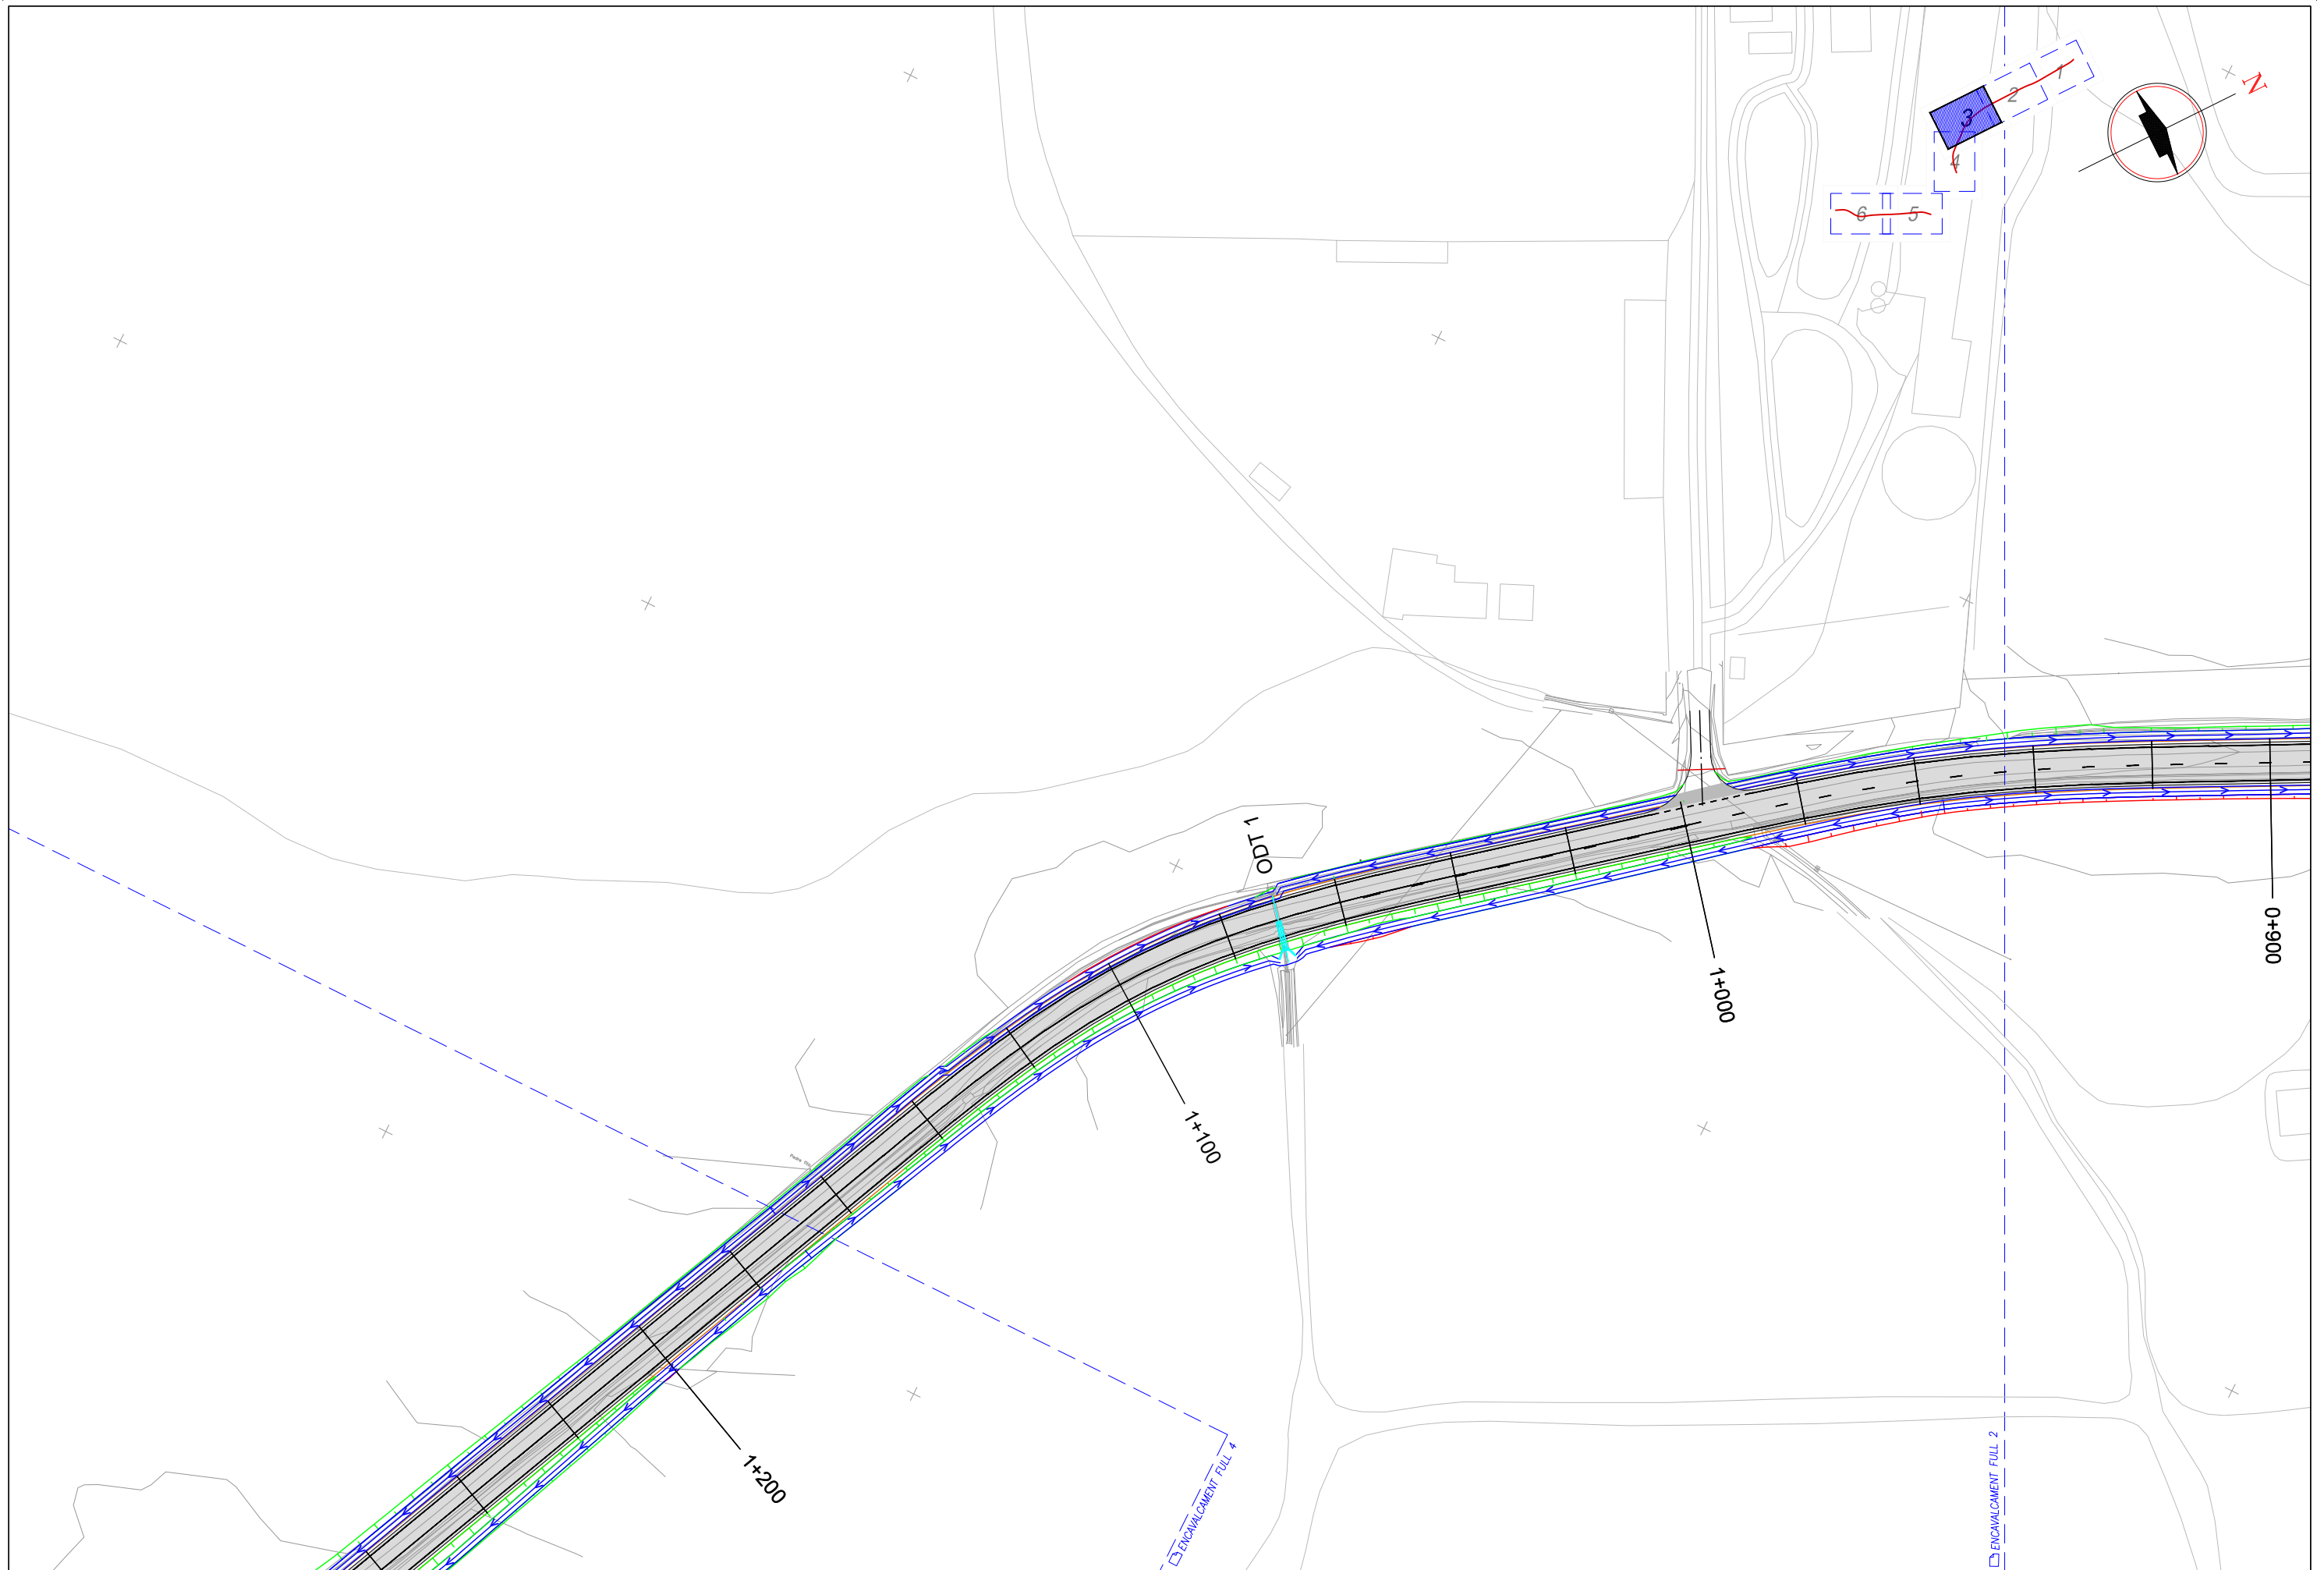 1
2
3
4
6
5
N
ODT 1
0+900
1+000
1+100
1+200
ENCAVALCAMENT FULL 4
ENCAVALCAMENT FULL 2